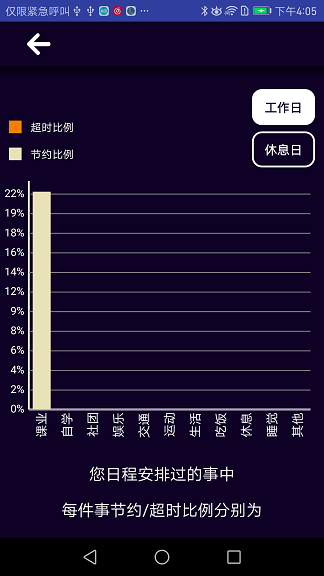 仅限紧急呼叫 ... 下午4:05
工作日
超时比例
休息日
节约比例
22%
19%
18%
16%
14%
12%
9%
8%
6%
4%
2%
0%
课业 自学 社团 娱乐 交通 运动 生活 吃饭 休息 睡觉 其他
您日程安排过的事中
每件事节约/超时比例分别为